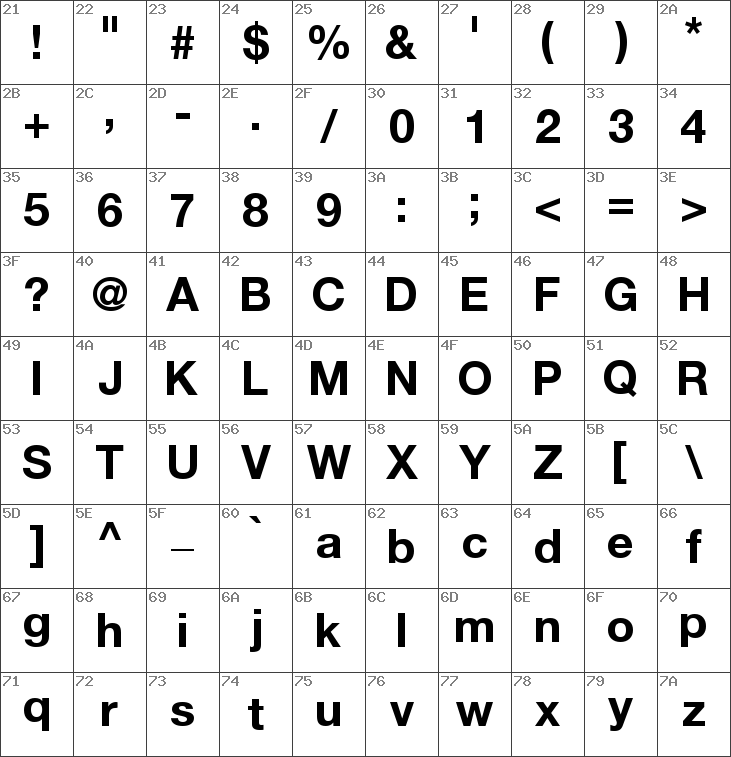 21 22 23 24 25 26 27 28 29 2A
! " # $ % & ' ( ) *
2B 2C 2D 2E 2F 30 31 32 33 34
+ , - . / 0 1 2 3 4
35 36 37 38 39 3A 3B 3C 3D 3E
5 6 7 8 9 : ; < = >
3F 40 41 42 43 44 45 46 47 48
? @ A B C D E F G H
49 4A 4B 4C 4D 4E 4F 50 51 52
I J K L M N O P Q R
53 54 55 56 57 58 59 5A 5B 5C
S T U V W X Y Z [ \
5D 5E 5F 60 61 62 63 64 65 66
] ^ _ ` a b c d e f
67 68 69 6A 6B 6C 6D 6E 6F 70
g h i j k l m n o p
71 72 73 74 75 76 77 78 79 7A
q r s t u v w x y z